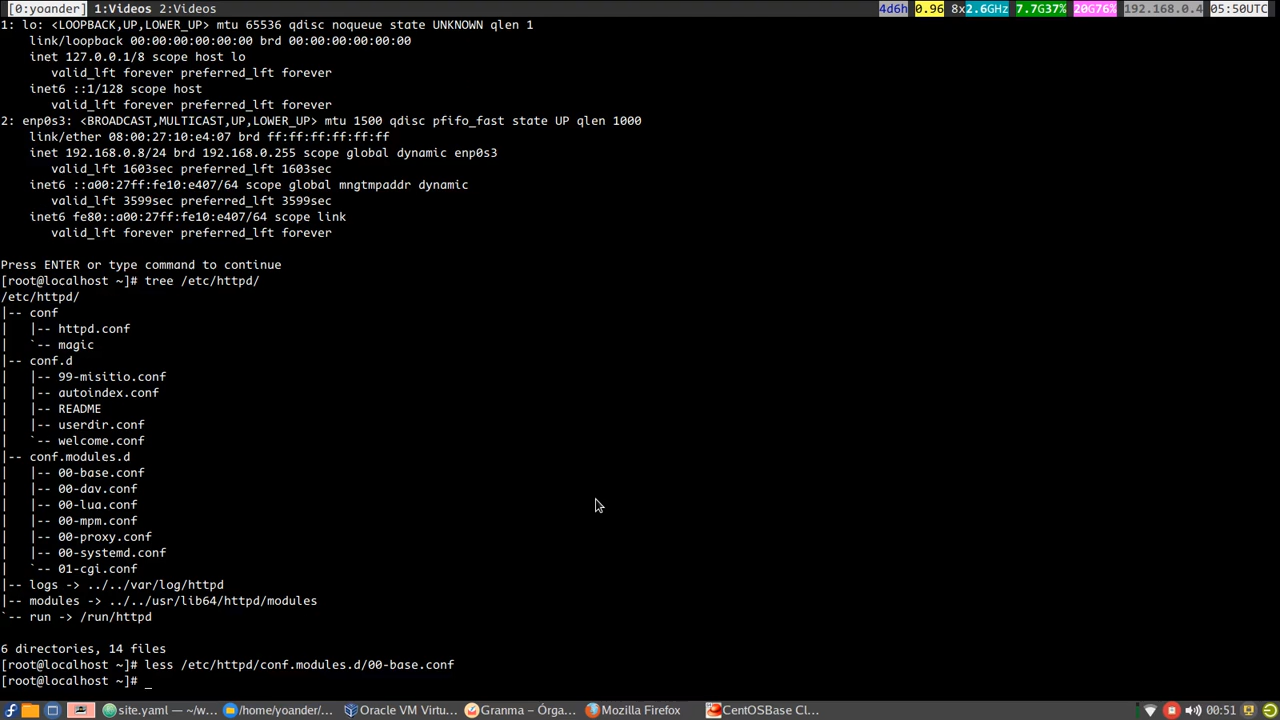 [0:yoander] 1:Videos 2:Videos 4d6h 0.96 8x2.6GHz 7.7G37% 20G76% 192.168.0.4 05:50UTC
1: lo: <LOOPBACK,UP,LOWER_UP> mtu 65536 qdisc noqueue state UNKNOWN qlen 1
    link/loopback 00:00:00:00:00:00 brd 00:00:00:00:00:00
    inet 127.0.0.1/8 scope host lo
       valid_lft forever preferred_lft forever
    inet6 ::1/128 scope host
       valid_lft forever preferred_lft forever
2: enp0s3: <BROADCAST,MULTICAST,UP,LOWER_UP> mtu 1500 qdisc pfifo_fast state UP qlen 1000
    link/ether 08:00:27:10:e4:07 brd ff:ff:ff:ff:ff:ff
    inet 192.168.0.8/24 brd 192.168.0.255 scope global dynamic enp0s3
       valid_lft 1603sec preferred_lft 1603sec
    inet6 ::a00:27ff:fe10:e407/64 scope global mngtmpaddr dynamic
       valid_lft 3599sec preferred_lft 3599sec
    inet6 fe80::a00:27ff:fe10:e407/64 scope link
       valid_lft forever preferred_lft forever
Press ENTER or type command to continue
[root@localhost ~]# tree /etc/httpd/
/etc/httpd/
|-- conf
|   |-- httpd.conf
|   `-- magic
|-- conf.d
|   |-- 99-misitio.conf
|   |-- autoindex.conf
|   |-- README
|   |-- userdir.conf
|   `-- welcome.conf
|-- conf.modules.d
|   |-- 00-base.conf
|   |-- 00-dav.conf
|   |-- 00-lua.conf
|   |-- 00-mpm.conf
|   |-- 00-proxy.conf
|   |-- 00-systemd.conf
|   `-- 01-cgi.conf
|-- logs -> ../../var/log/httpd
|-- modules -> ../../usr/lib64/httpd/modules
`-- run -> /run/httpd
6 directories, 14 files
[root@localhost ~]# less /etc/httpd/conf.modules.d/00-base.conf
[root@localhost ~]# _
site.yaml — ~/w... /home/yoander/... Oracle VM Virtu... Granma – Órga... Mozilla Firefox CentOSBase Cl... 00:51